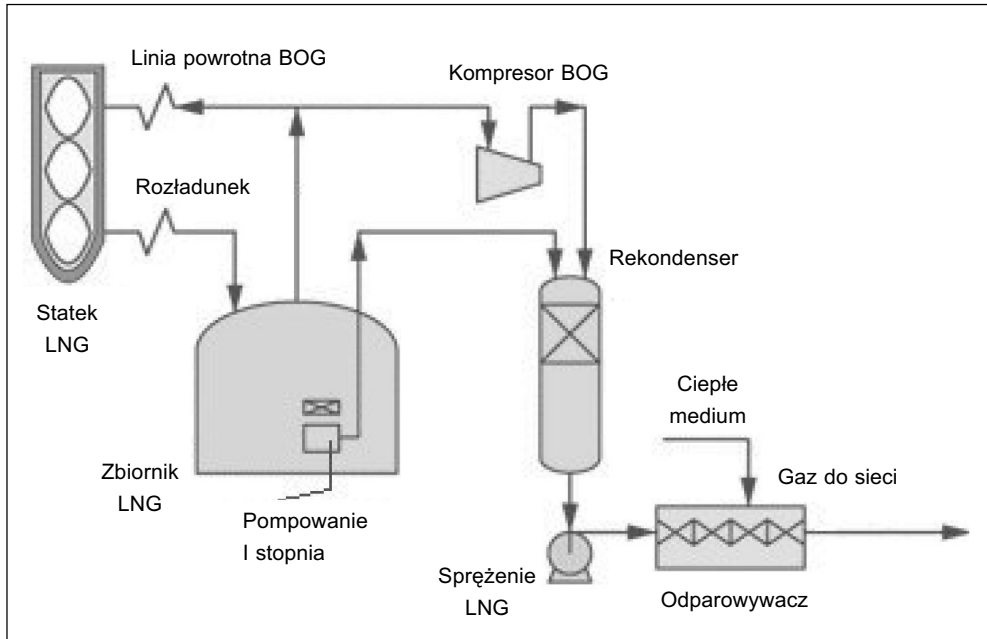 Linia powrotna BOG
Kompresor BOG
Rozładunek
Rekondenser
Statek
LNG
Ciepłe
medium
Zbiornik
LNG
Gaz do sieci
Pompowanie
I stopnia
Sprężenie
LNG
Odparowywacz